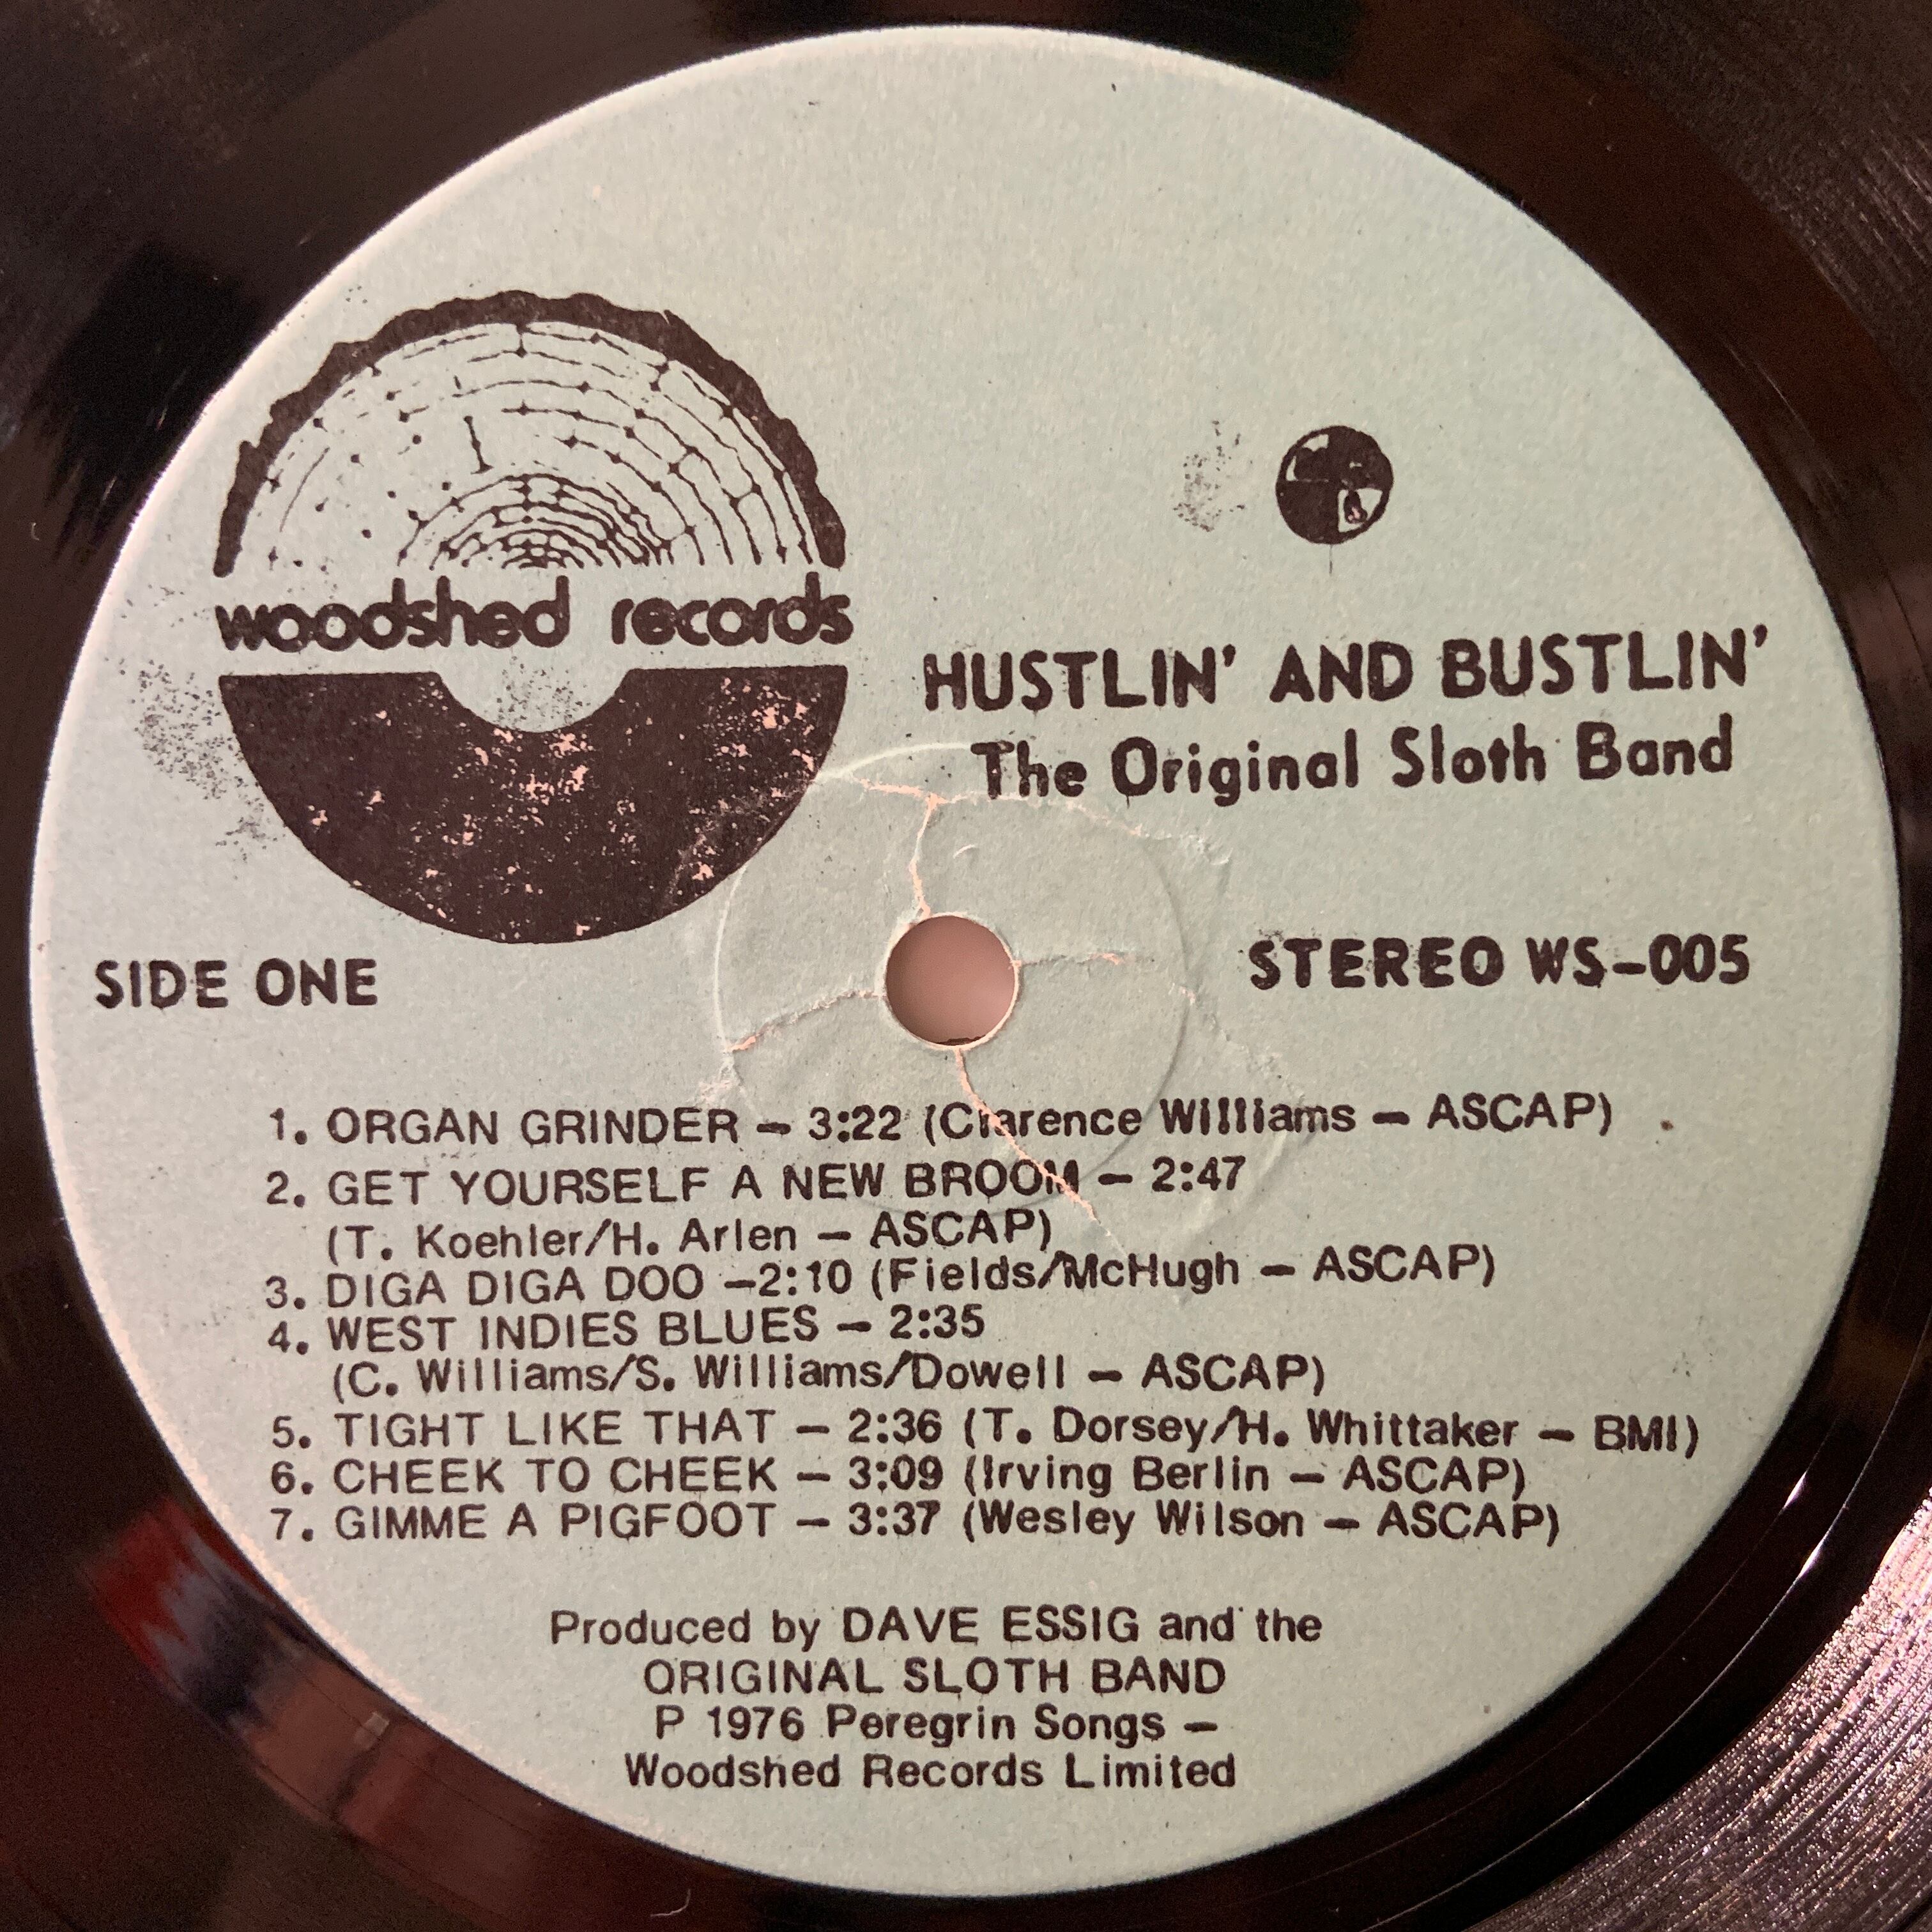 woodshed records
HUSTLIN' AND BUSTLIN'
The Original Sloth Band
SIDE ONE
STEREO WS-005
1. ORGAN GRINDER – 3:22 (Clarence Williams – ASCAP)
2. GET YOURSELF A NEW BROOM – 2:47
(T. Koehler/H. Arlen – ASCAP)
3. DIGA DIGA DOO –2:10 (Fields/McHugh – ASCAP)
4. WEST INDIES BLUES – 2:35
(C. Williams/S. Williams/Dowell – ASCAP)
5. TIGHT LIKE THAT – 2:36 (T. Dorsey/H. Whittaker – BMI)
6. CHEEK TO CHEEK – 3:09 (Irving Berlin – ASCAP)
7. GIMME A PIGFOOT – 3:37 (Wesley Wilson – ASCAP)
Produced by DAVE ESSIG and the
ORIGINAL SLOTH BAND
P 1976 Peregrin Songs –
Woodshed Records Limited